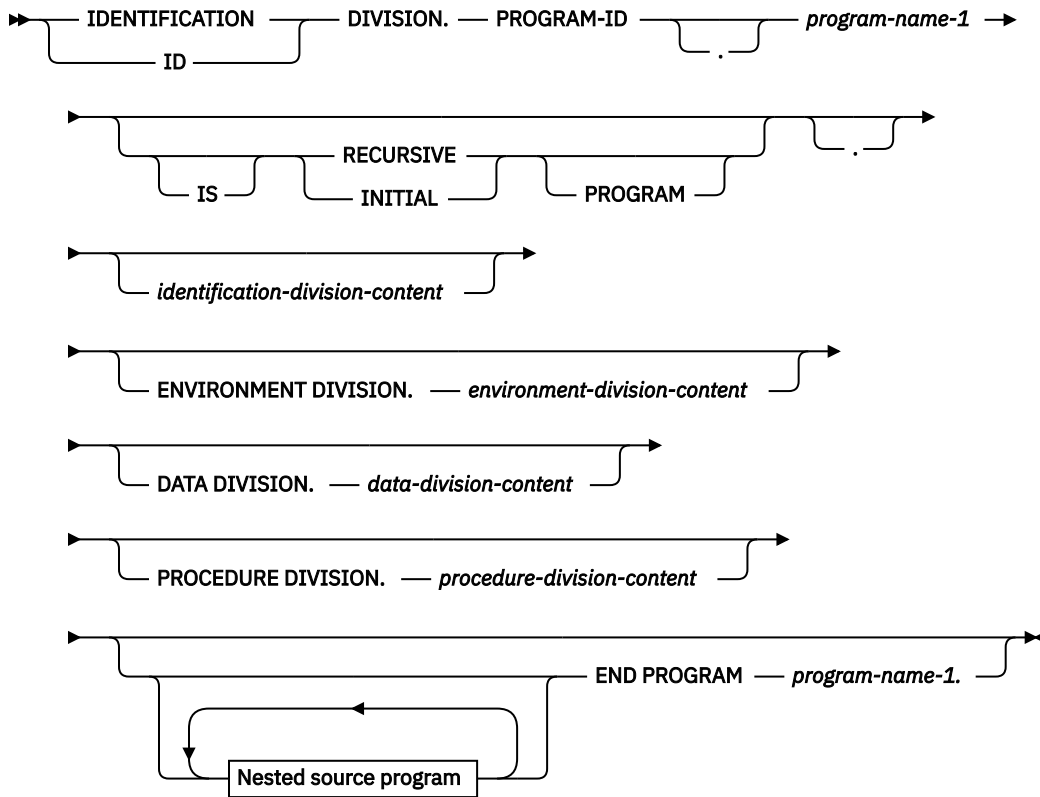 IDENTIFICATION DIVISION. PROGRAM-ID program-name-1
ID .
RECURSIVE .
IS INITIAL PROGRAM
identification-division-content
ENVIRONMENT DIVISION. environment-division-content
DATA DIVISION. data-division-content
PROCEDURE DIVISION. procedure-division-content
END PROGRAM program-name-1.
Nested source program